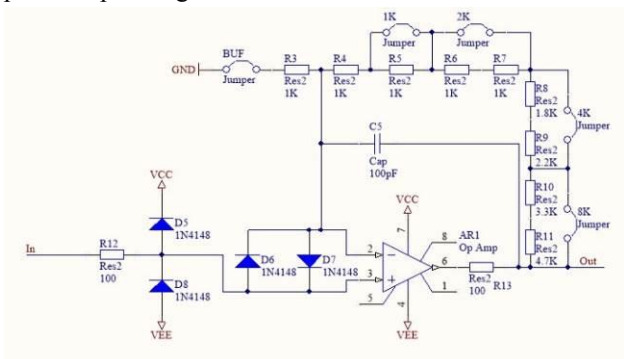 BUF
Jumper
GND
R3
Res2
1K
R4
Res2
1K
1K
Jumper
R5
Res2
1K
2K
Jumper
R6
Res2
1K
R7
Res2
1K
R8
Res2
1.8K
4K
Jumper
R9
Res2
2.2K
R10
Res2
3.3K
8K
Jumper
R11
Res2
4.7K
C5
Cap
100pF
VCC
D5
1N4148
In
R12
Res2
100
D8
1N4148
VEE
D6
1N4148
D7
1N4148
VCC
7
8
AR1
Op Amp
2
3
6
5
4
1
VEE
Res2
100
R13
Out